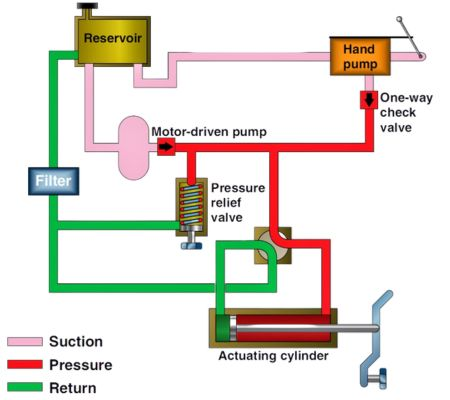 Reservoir
Hand
pump
One-way
check
valve
Motor-driven pump
Filter
Pressure
relief
valve
Actuating cylinder
Suction
Pressure
Return